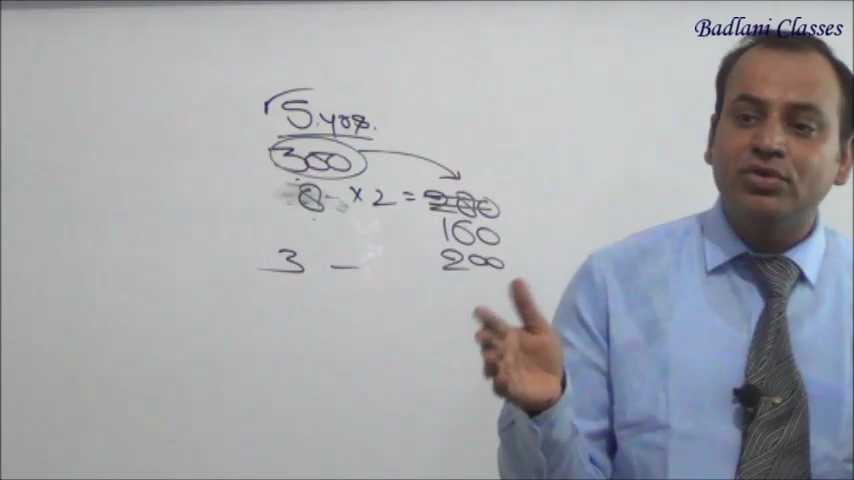 Badlani Classes
5 yrs.
300
× 2 =
160
3 — 200